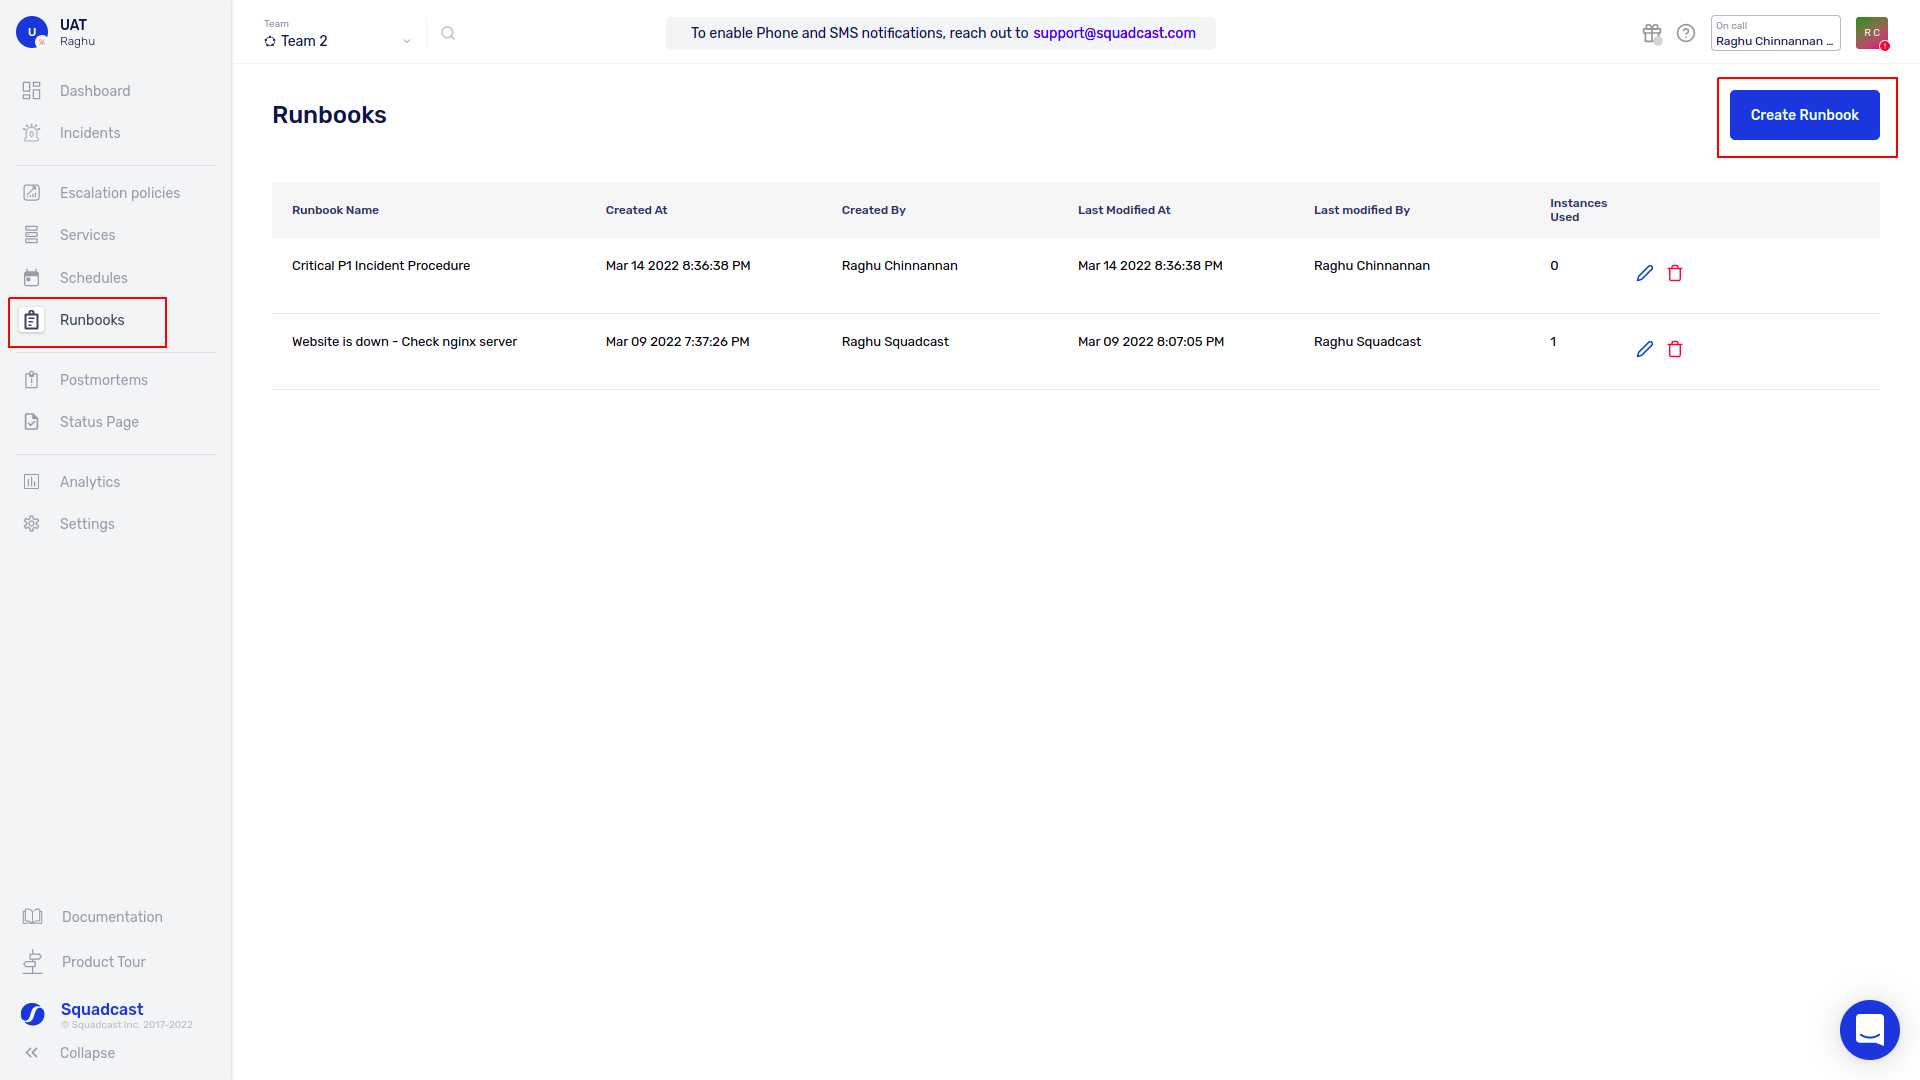 U
UAT
Raghu
Dashboard
Incidents
Escalation policies
Services
Schedules
Runbooks
Postmortems
Status Page
Analytics
Settings
Documentation
Product Tour
Squadcast
© Squadcast Inc. 2017-2022
Collapse
Team
Team 2
To enable Phone and SMS notifications, reach out to support@squadcast.com
On call
Raghu Chinnannan ...
R C
!
Runbooks
Create Runbook
Runbook Name Created At Created By Last Modified At Last modified By Instances Used
Critical P1 Incident Procedure Mar 14 2022 8:36:38 PM Raghu Chinnannan Mar 14 2022 8:36:38 PM Raghu Chinnannan 0
Website is down - Check nginx server Mar 09 2022 7:37:26 PM Raghu Squadcast Mar 09 2022 8:07:05 PM Raghu Squadcast 1